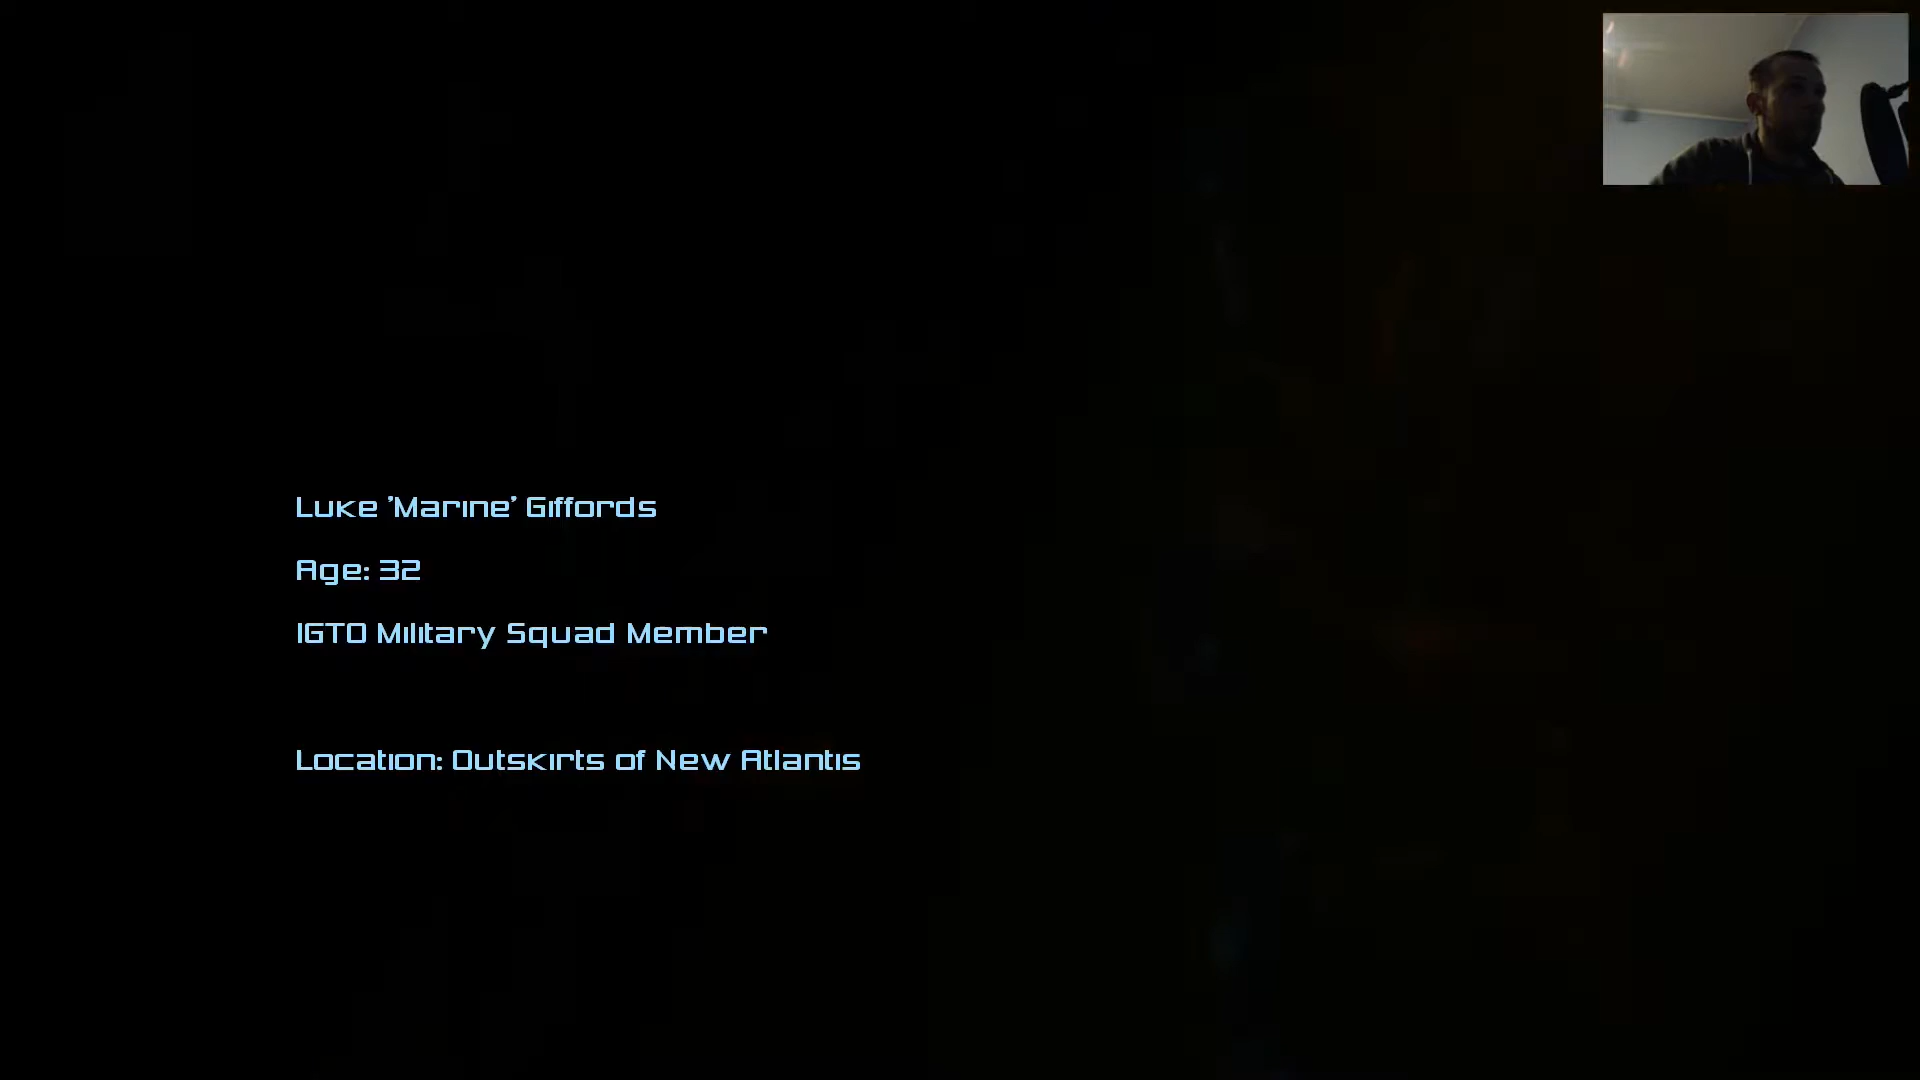 Luke 'Marine' Giffords
Age: 32
IGTO Military Squad Member
Location: Outskirts of New Atlantis